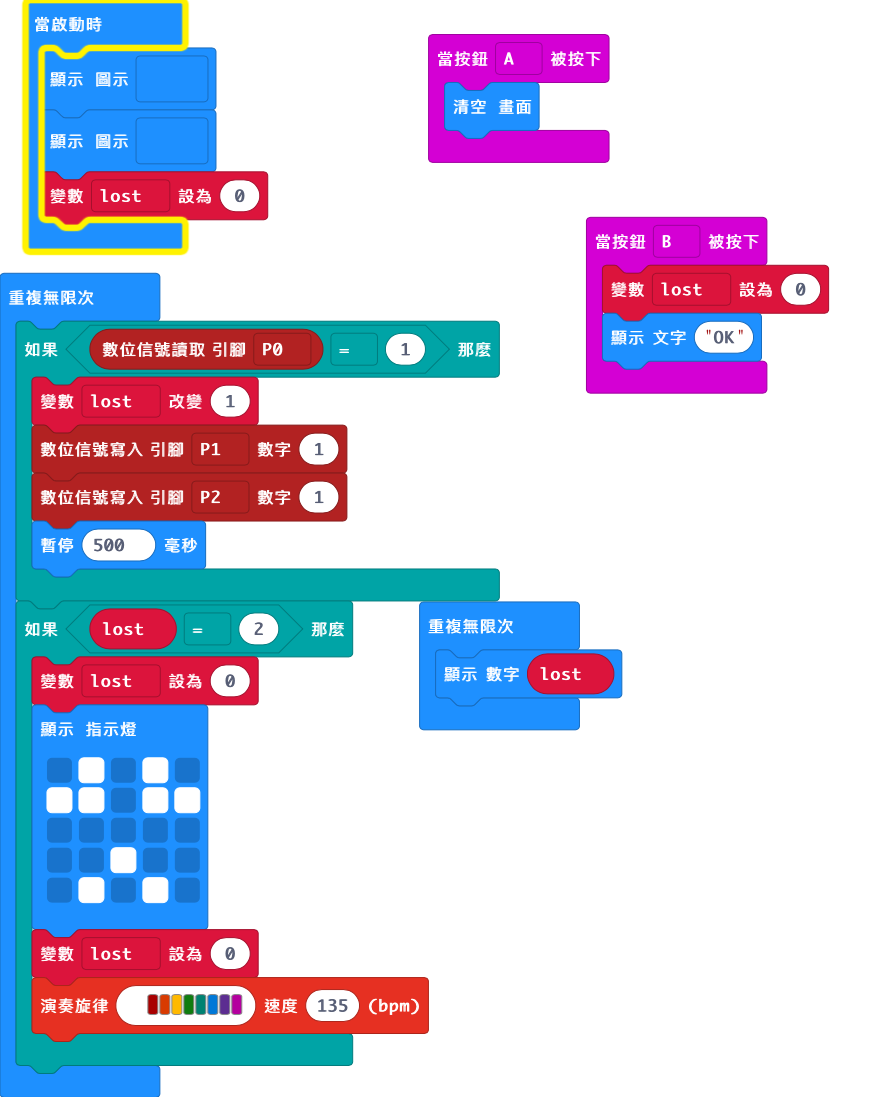 當啟動時
顯示 圖示
顯示 圖示
變數 lost 設為 0
當按鈕 A 被按下
清空 畫面
當按鈕 B 被按下
變數 lost 設為 0
顯示 文字 "OK"
重複無限次
如果 數位信號讀取 引腳 P0 = 1 那麼
變數 lost 改變 1
數位信號寫入 引腳 P1 數字 1
數位信號寫入 引腳 P2 數字 1
暫停 500 毫秒
如果 lost = 2 那麼
變數 lost 設為 0
顯示 指示燈
變數 lost 設為 0
演奏旋律 速度 135 (bpm)
重複無限次
顯示 數字 lost